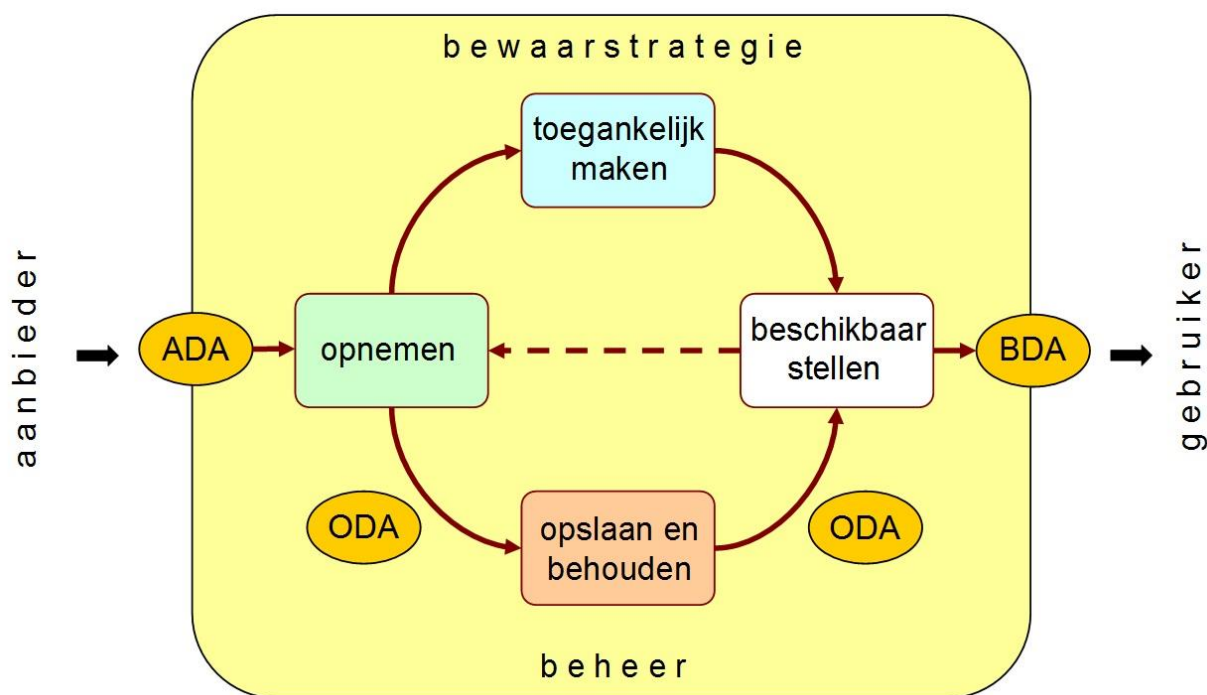 bewaarstrategie
toegankelijk
maken
aanbieder
ADA
opnemen
beschikbaar
stellen
BDA
gebruiker
ODA
opslaan en
behouden
ODA
beheer